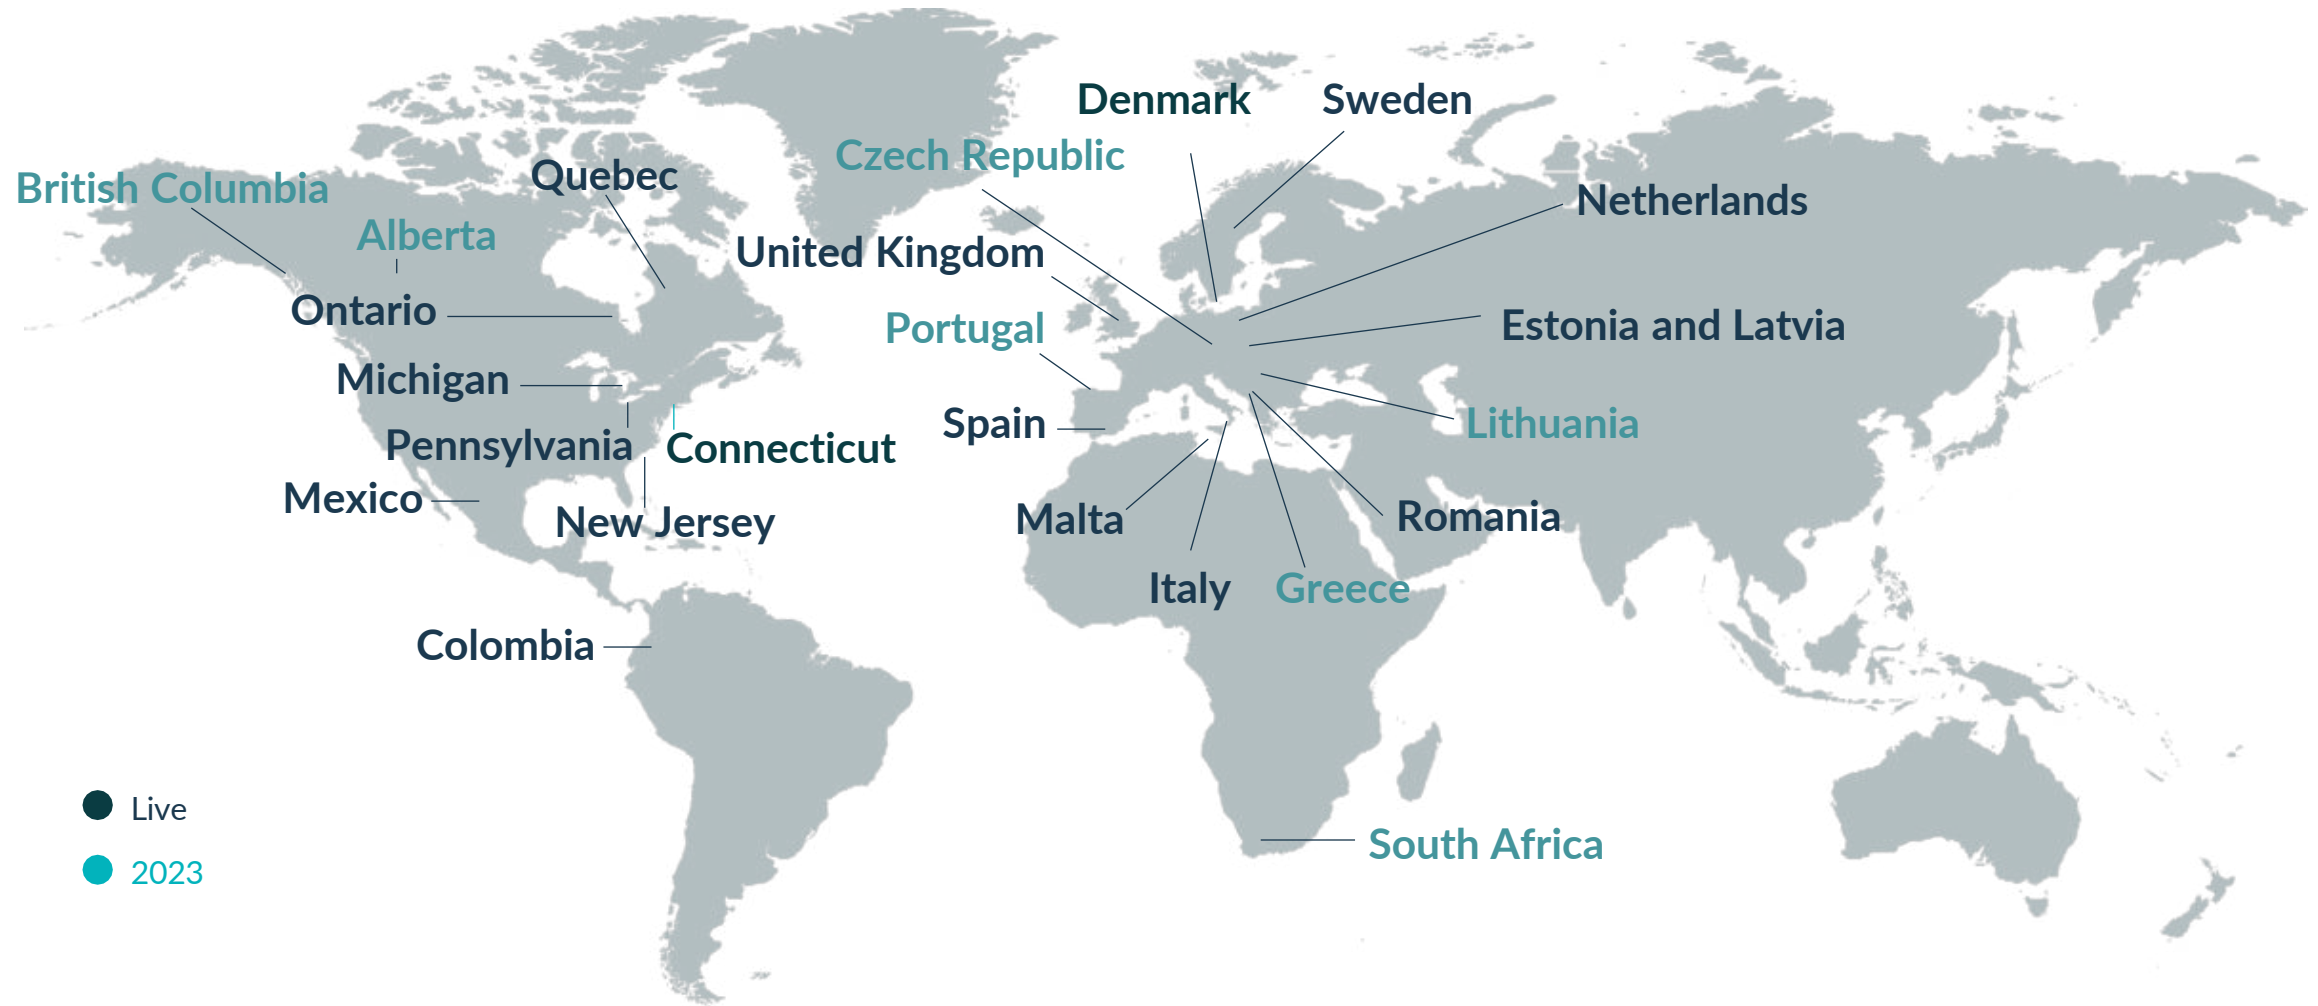 Denmark
Sweden
Czech Republic
Quebec
British Columbia
Netherlands
Alberta
United Kingdom
Ontario
Portugal
Estonia and Latvia
Michigan
Spain
Lithuania
Pennsylvania
Connecticut
Mexico
New Jersey
Malta
Romania
Italy
Greece
Colombia
Live
South Africa
2023